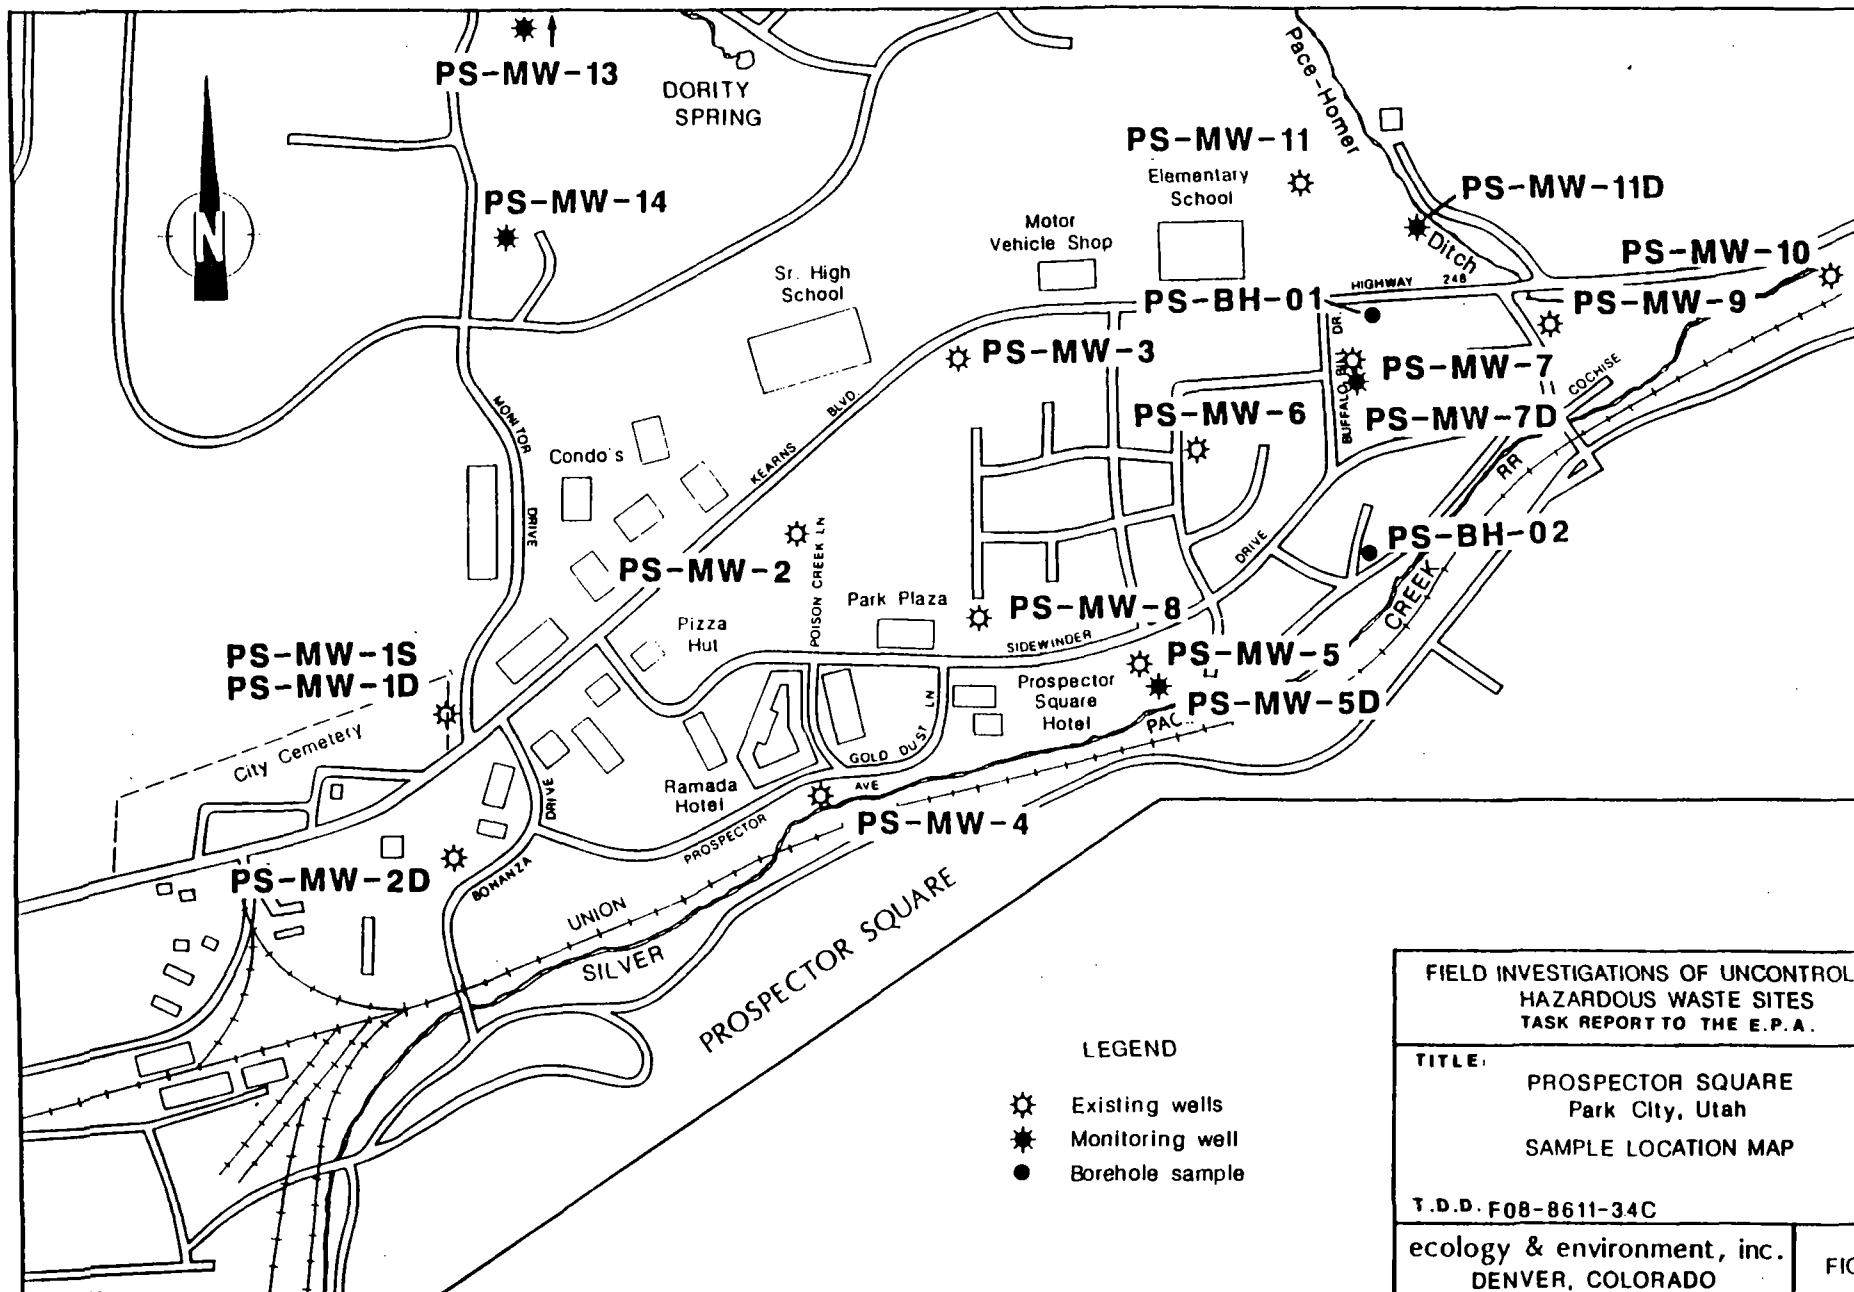 PS-MW-13
DORITY
SPRING
Pace-Homer
Ditch
PS-MW-11
Elementary
School
PS-MW-14
PS-MW-11D
Motor
Vehicle Shop
PS-MW-10
N
Sr. High
School
PS-BH-01
HIGHWAY 248
PS-MW-9
PS-MW-3
BUFFALO BILL DR.
PS-MW-7
COCHISE
PS-MW-6
PS-MW-7D
MONITOR
DRIVE
Condo's
KEARNS
BLVD.
RR
PS-BH-02
DRIVE
PS-MW-2
POISON CREEK LN
Park Plaza
PS-MW-8
CREEK
Pizza
Hut
SIDEWINDER
PS-MW-1S
PS-MW-1D
PS-MW-5
Prospector
Square
Hotel
PS-MW-5D
PAC.
City Cemetery
GOLD DUST LN
Ramada
Hotel
AVE
DRIVE
PROSPECTOR
PS-MW-4
PS-MW-2D
BONANZA
UNION
SILVER
PROSPECTOR SQUARE
LEGEND
Existing wells
Monitoring well
Borehole sample
FIELD INVESTIGATIONS OF UNCONTROL
HAZARDOUS WASTE SITES
TASK REPORT TO THE E.P.A.
TITLE:
PROSPECTOR SQUARE
Park City, Utah
SAMPLE LOCATION MAP
T.D.D. F08-8611-34C
ecology & environment, inc.
DENVER, COLORADO
FIG